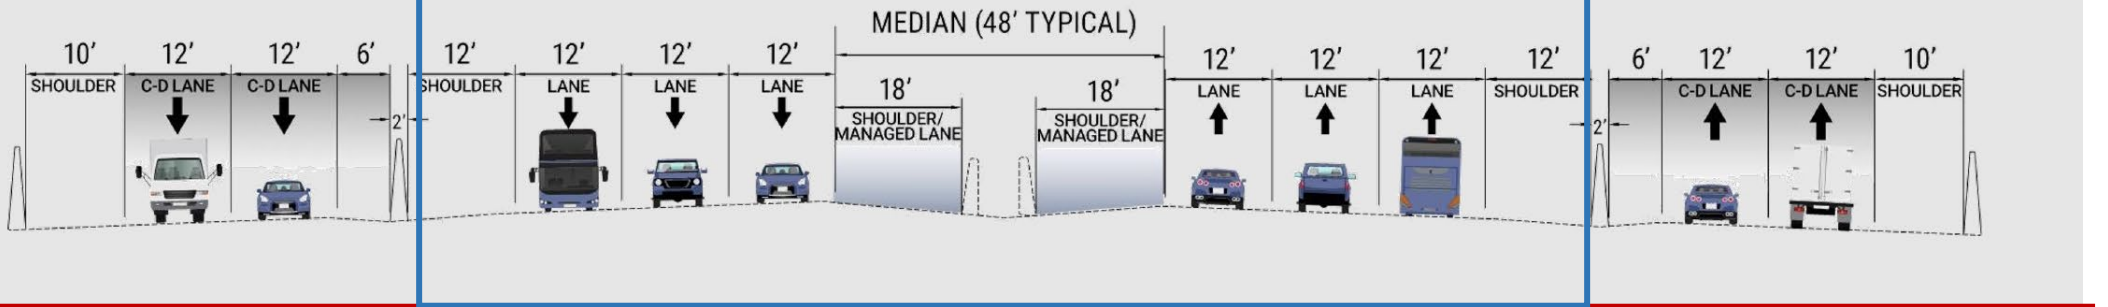 MEDIAN (48' TYPICAL)
10' 12' 12' 6' 12' 12' 12' 12' 12' 12' 12' 12' 6' 12' 12' 10'
SHOULDER C-D LANE C-D LANE SHOULDER LANE LANE LANE LANE LANE LANE SHOULDER C-D LANE C-D LANE SHOULDER
18' 18'
2' SHOULDER/ SHOULDER/ 2'
MANAGED LANE MANAGED LANE